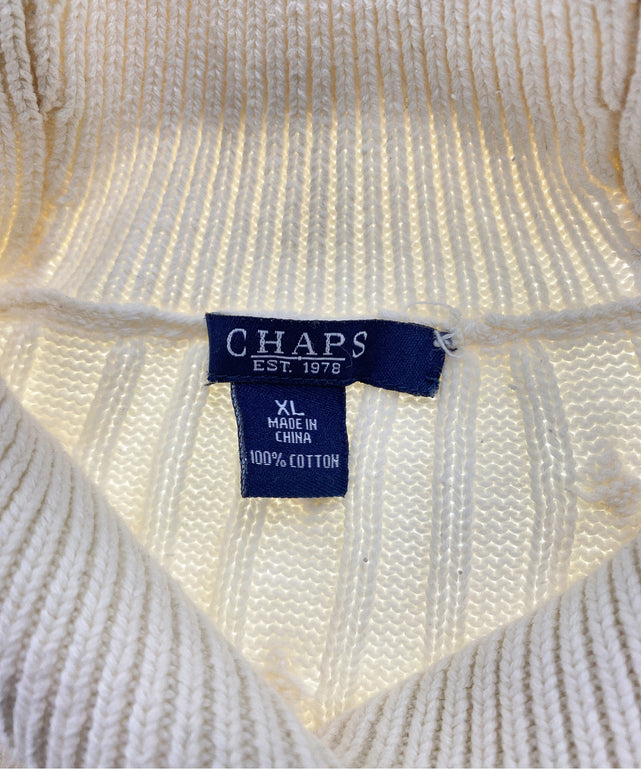 CHAPS
EST. 1978
XL
MADE IN
CHINA
100% COTTON